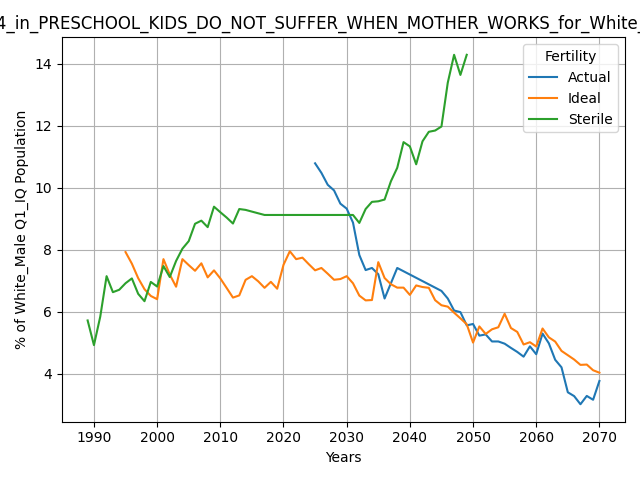 4_in_PRESCHOOL_KIDS_DO_NOT_SUFFER_WHEN_MOTHER_WORKS_for_White_
% of White_Male Q1_IQ Population
14
12
10
8
6
4
Fertility
Actual
Ideal
Sterile
1990 2000 2010 2020 2030 2040 2050 2060 2070
Years